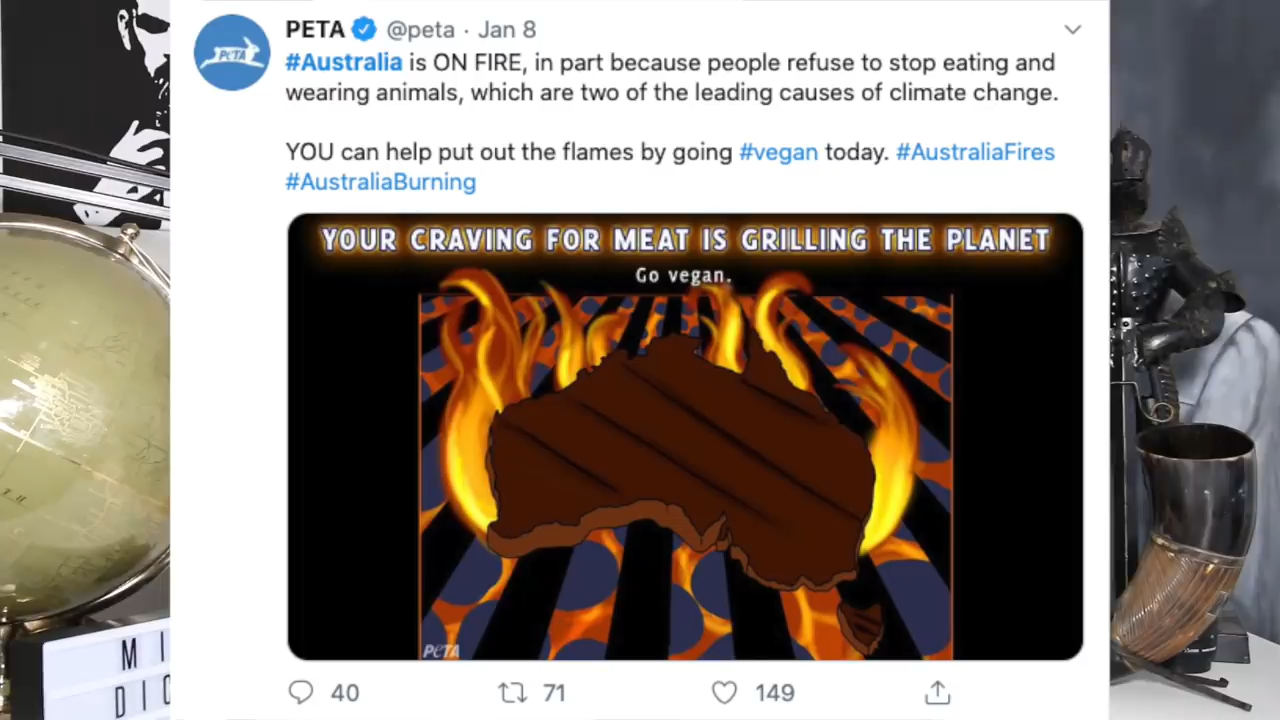 PETA @peta · Jan 8
#Australia is ON FIRE, in part because people refuse to stop eating and
wearing animals, which are two of the leading causes of climate change.
YOU can help put out the flames by going #vegan today. #AustraliaFires
#AustraliaBurning
YOUR CRAVING FOR MEAT IS GRILLING THE PLANET
Go vegan.
PETA
40 71 149
PETA
M I
D I C